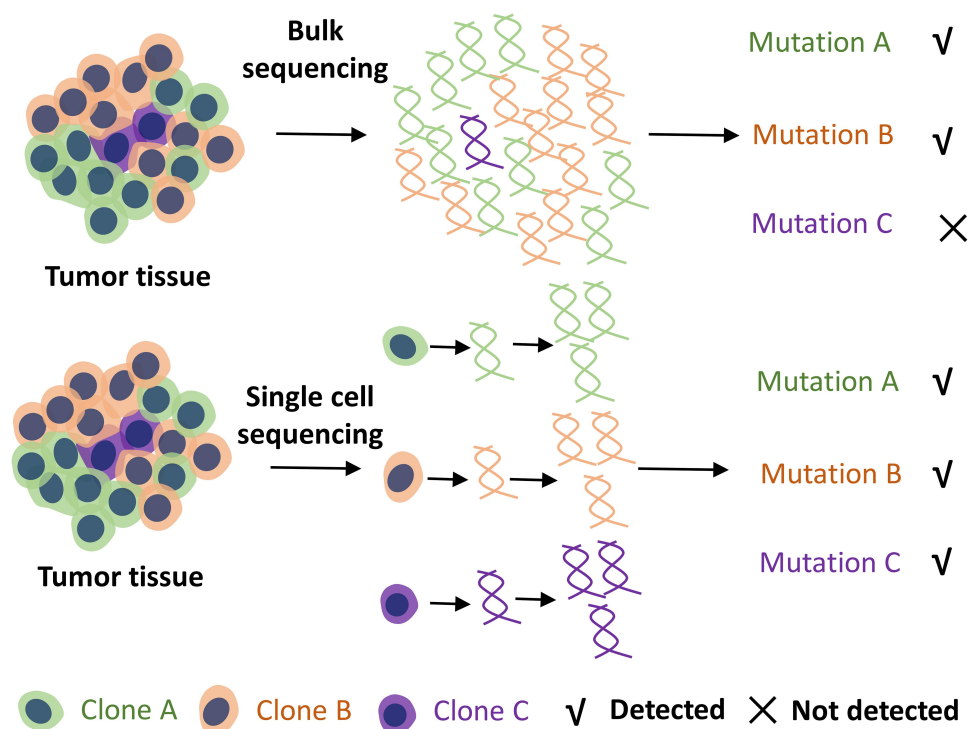 Bulk
sequencing
Mutation A √
Mutation B √
Mutation C ×
Tumor tissue
Single cell
sequencing
Mutation A √
Mutation B √
Mutation C √
Tumor tissue
Clone A Clone B Clone C √ Detected × Not detected